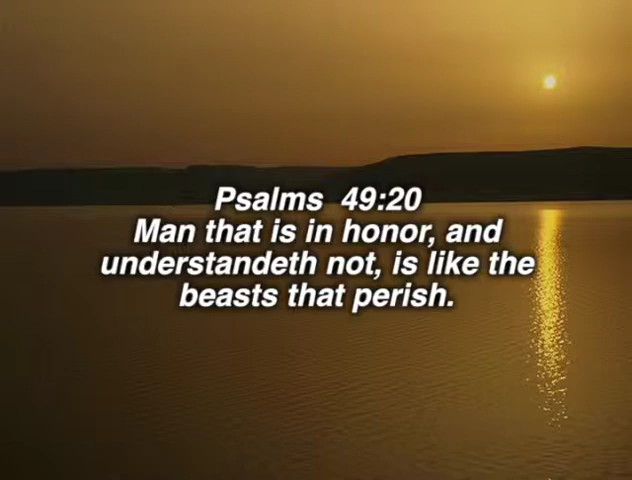 Psalms 49:20
Man that is in honor, and
understandeth not, is like the
beasts that perish.